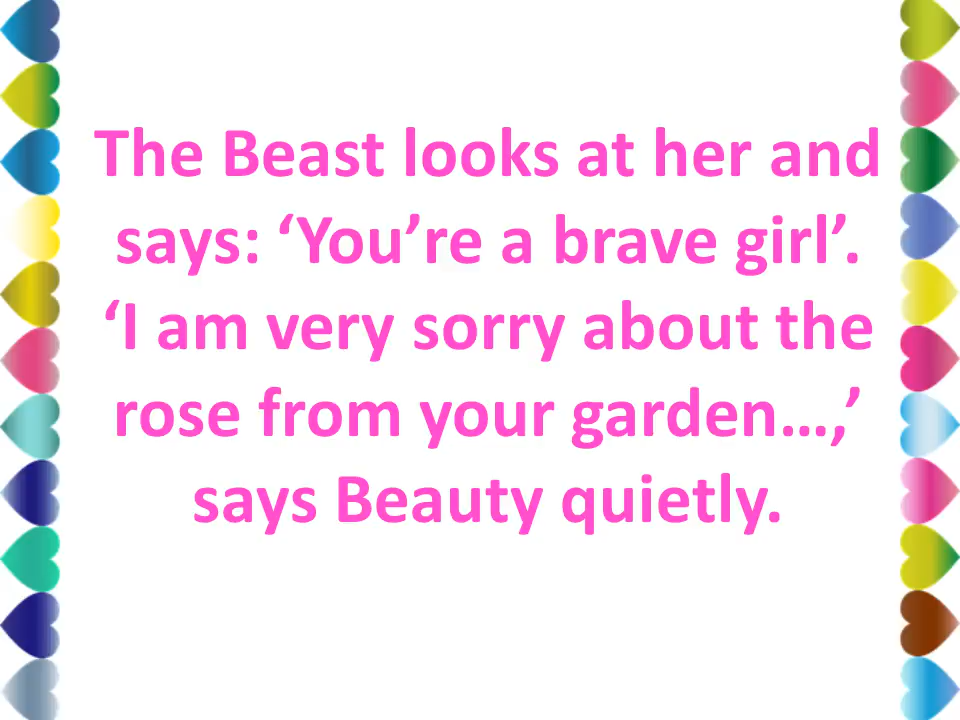 The Beast looks at her and
says: ‘You’re a brave girl’.
‘I am very sorry about the
rose from your garden…,’
says Beauty quietly.